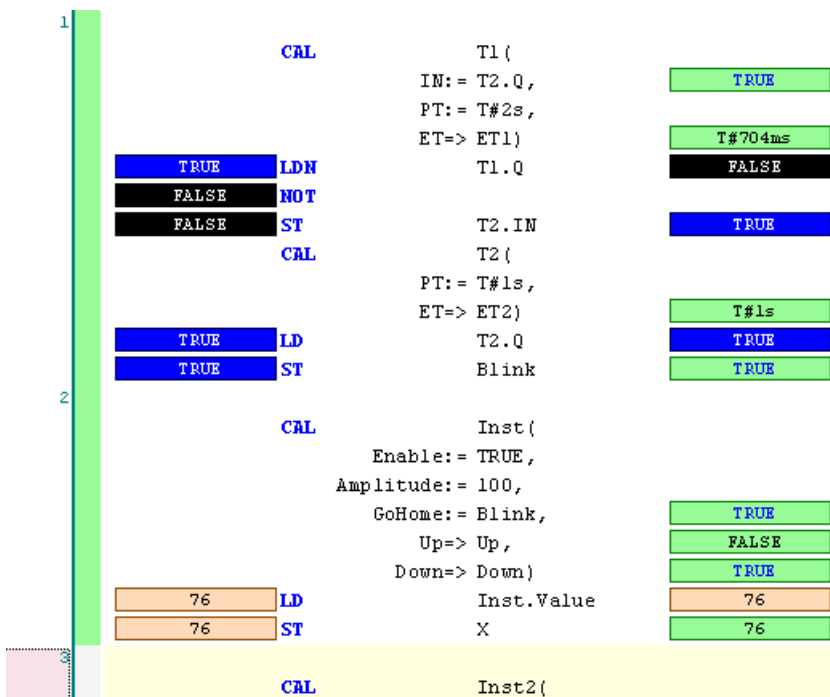 1
CAL T1(
IN:= T2.Q, TRUE
PT:= T#2s,
ET=> ET1) T#704ms
TRUE LDN T1.Q FALSE
FALSE NOT
FALSE ST T2.IN TRUE
CAL T2(
PT:= T#1s,
ET=> ET2) T#1s
TRUE LD T2.Q TRUE
TRUE ST Blink TRUE
2
CAL Inst(
Enable:= TRUE,
Amplitude:= 100,
GoHome:= Blink, TRUE
Up=> Up, FALSE
Down=> Down) TRUE
76 LD Inst.Value 76
76 ST X 76
3
CAL Inst2(